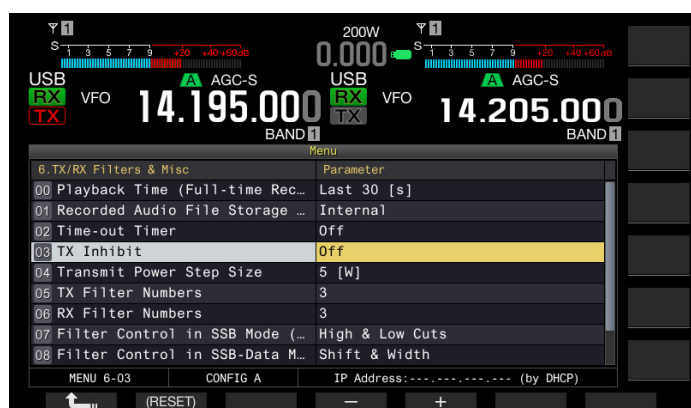 1 200W 1
S 1 3 5 7 9 +20 +40 +60dB 0.000 S 1 3 5 7 9 +20 +40 +60dB
USB A AGC-S USB A AGC-S
RX VFO 14.195.000 RX VFO 14.205.000
TX TX
BAND 1 BAND 1
Menu
6.TX/RX Filters & Misc Parameter
00 Playback Time (Full-time Rec… Last 30 [s]
01 Recorded Audio File Storage … Internal
02 Time-out Timer Off
03 TX Inhibit Off
04 Transmit Power Step Size 5 [W]
05 TX Filter Numbers 3
06 RX Filter Numbers 3
07 Filter Control in SSB Mode (… High & Low Cuts
08 Filter Control in SSB-Data M… Shift & Width
MENU 6-03 CONFIG A IP Address:---.---.---.--- (by DHCP)
(RESET) − +